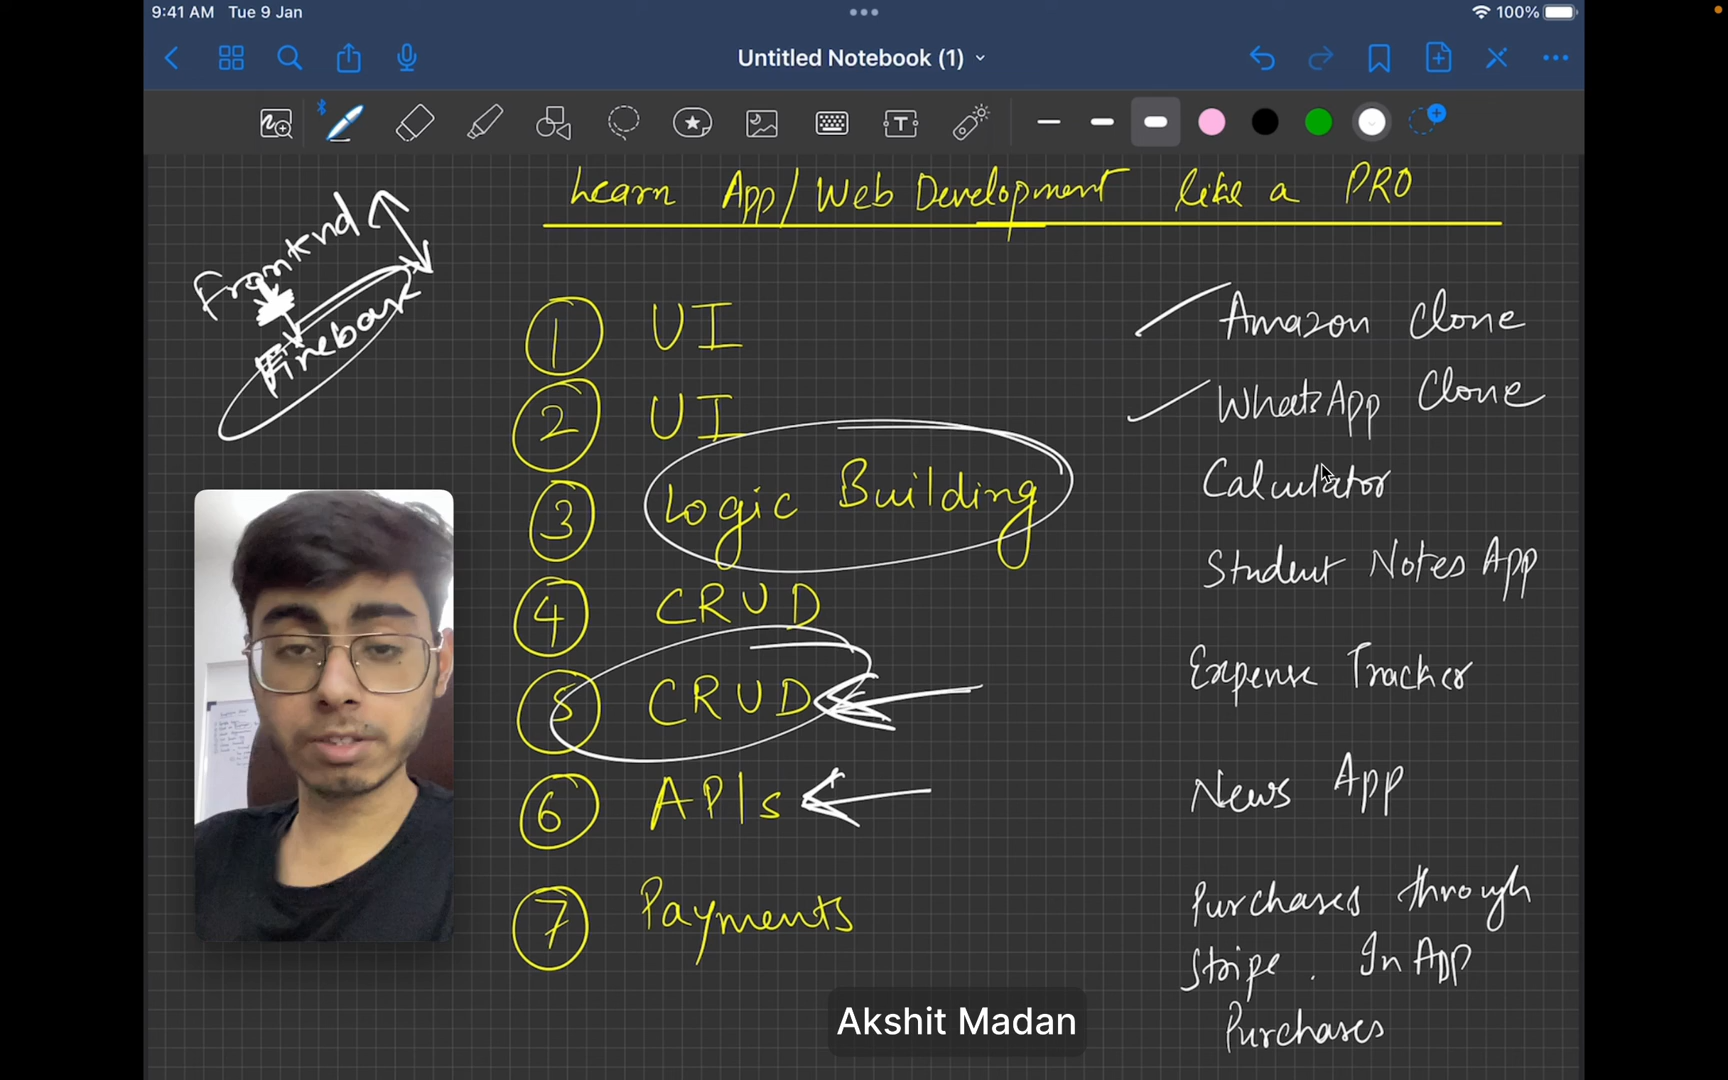 9:41 AM Tue 9 Jan
100%
Untitled Notebook (1)
T
Learn App/Web Development like a PRO
Frontend
Firebase
1 UI
Amazon Clone
2 UI
WhatsApp Clone
3 Logic Building
Calculator
4 CRUD
Student Notes App
5 CRUD
Expense Tracker
6 APIs
News App
7 Payments
Purchases through
Stripe. In App
Purchases
Akshit Madan